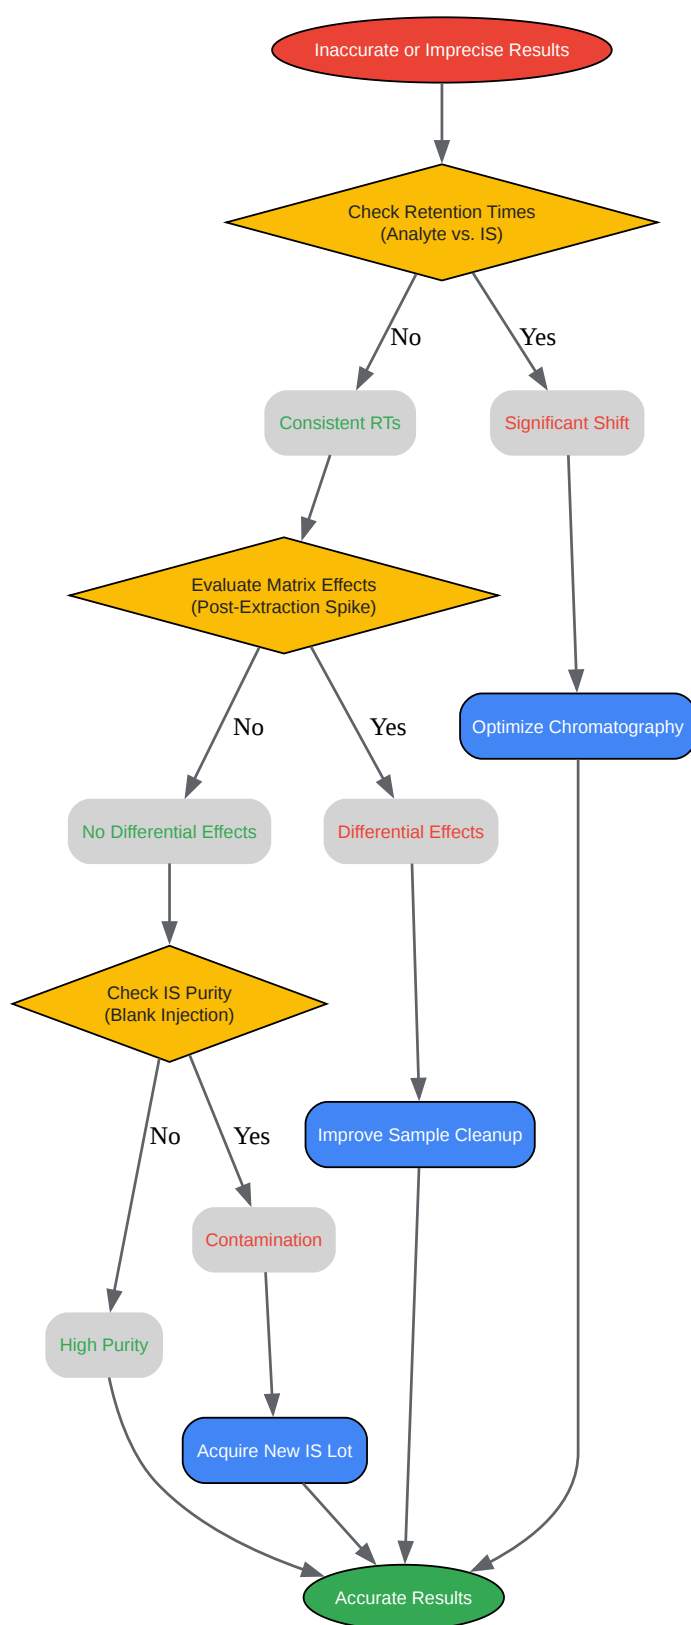 Inaccurate or Imprecise Results
Check Retention Times
(Analyte vs. IS)
No
Yes
Consistent RTs
Significant Shift
Evaluate Matrix Effects
(Post-Extraction Spike)
Optimize Chromatography
No
Yes
No Differential Effects
Differential Effects
Check IS Purity
(Blank Injection)
No
Yes
Improve Sample Cleanup
Contamination
High Purity
Acquire New IS Lot
Accurate Results